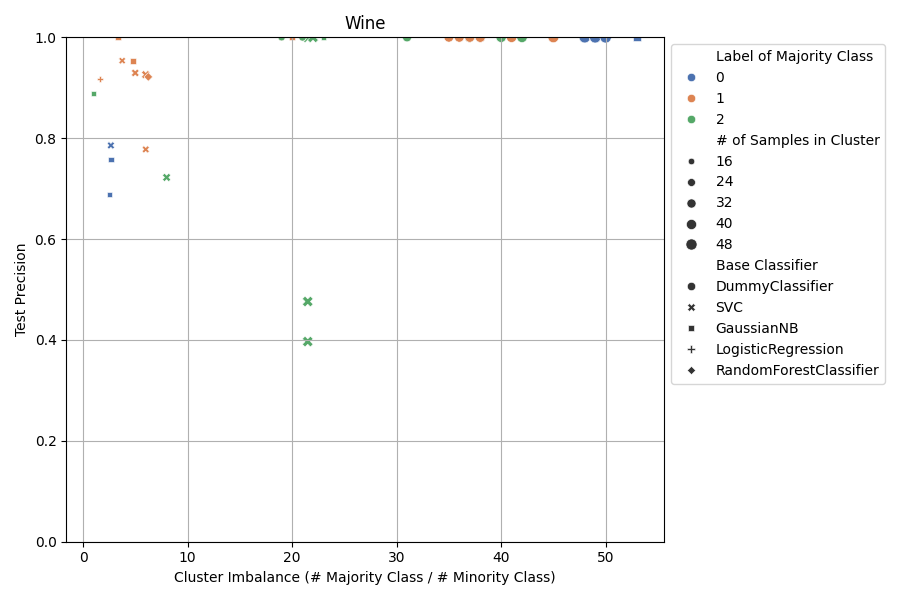 Wine
1.0
0.8
0.6
0.4
0.2
0.0
Test Precision
0
10
20
30
40
50
Cluster Imbalance (# Majority Class / # Minority Class)
Label of Majority Class
0
1
2
# of Samples in Cluster
16
24
32
40
48
Base Classifier
DummyClassifier
SVC
GaussianNB
LogisticRegression
RandomForestClassifier